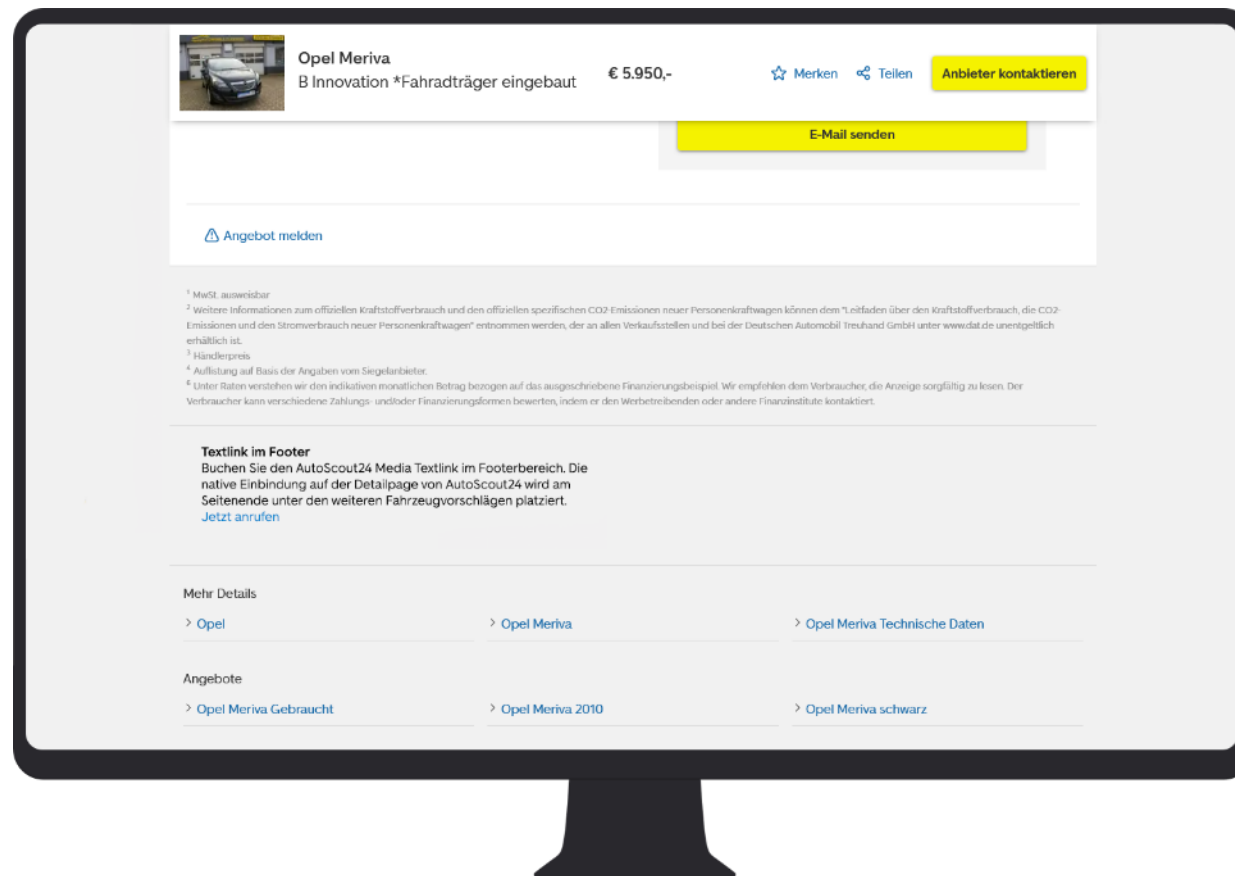 Opel Meriva
B Innovation *Fahradträger eingebaut
€ 5.950,-
Merken
Teilen
Anbieter kontaktieren
E-Mail senden
Angebot melden
1 MwSt. ausweisbar
2 Weitere Informationen zum offiziellen Kraftstoffverbrauch und den offiziellen spezifischen CO2-Emissionen neuer Personenkraftwagen können dem "Leitfaden über den Kraftstoffverbrauch, die CO2-
Emissionen und den Stromverbrauch neuer Personenkraftwagen" entnommen werden, der an allen Verkaufsstellen und bei der Deutschen Automobil Treuhand GmbH unter www.dat.de unentgeltlich
erhältlich ist.
3 Händlerpreis
4 Auflistung auf Basis der Angaben vom Siegelanbieter.
6 Unter Raten verstehen wir den indikativen monatlichen Betrag bezogen auf das ausgeschriebene Finanzierungsbeispiel. Wir empfehlen dem Verbraucher, die Anzeige sorgfältig zu lesen. Der
Verbraucher kann verschiedene Zahlungs- und/oder Finanzierungsformen bewerten, indem er den Werbetreibenden oder andere Finanzinstitute kontaktiert.
Textlink im Footer
Buchen Sie den AutoScout24 Media Textlink im Footerbereich. Die
native Einbindung auf der Detailpage von AutoScout24 wird am
Seitenende unter den weiteren Fahrzeugvorschlägen platziert.
Jetzt anrufen
Mehr Details
> Opel
> Opel Meriva
> Opel Meriva Technische Daten
Angebote
> Opel Meriva Gebraucht
> Opel Meriva 2010
> Opel Meriva schwarz